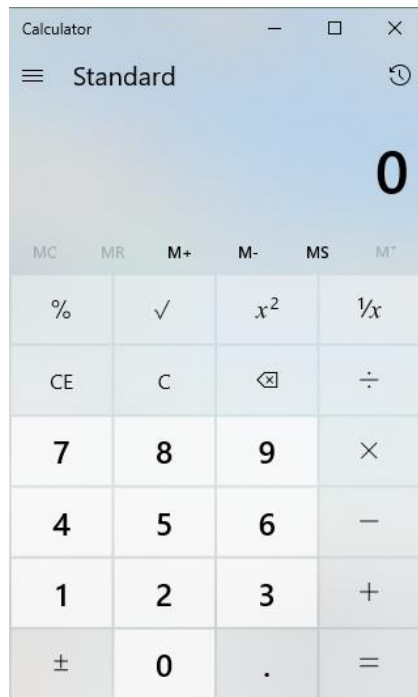 Calculator
Standard
0
MC MR M+ M- MS M˅
% √ x² ¹/x
CE C ÷
7 8 9 ×
4 5 6 −
1 2 3 +
± 0 . =